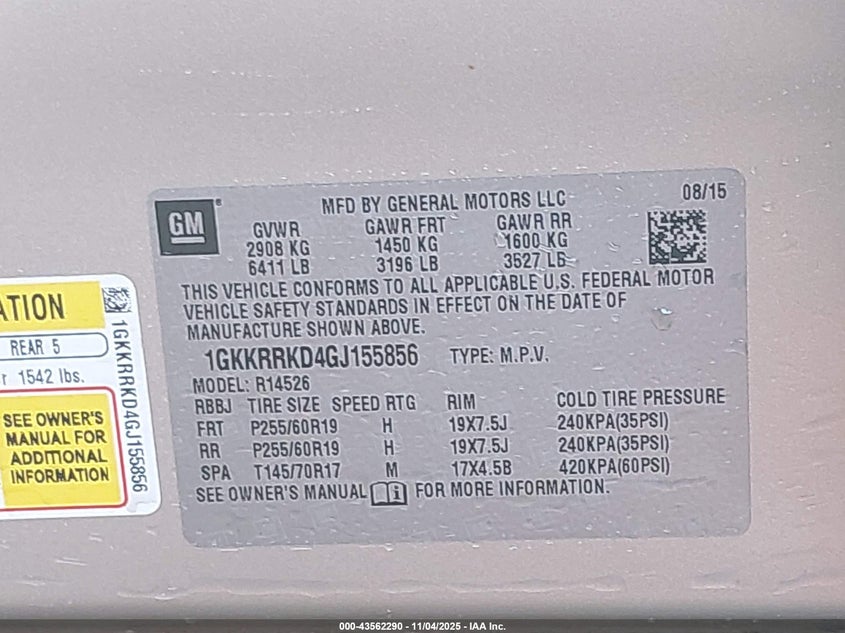 GM
®
MFD BY GENERAL MOTORS LLC
08/15
GVWR GAWR FRT GAWR RR
2908 KG 1450 KG 1600 KG
6411 LB 3196 LB 3527 LB
THIS VEHICLE CONFORMS TO ALL APPLICABLE U.S. FEDERAL MOTOR
VEHICLE SAFETY STANDARDS IN EFFECT ON THE DATE OF
MANUFACTURE SHOWN ABOVE.
1GKKRRKD4GJ155856 TYPE: M.P.V.
MODEL: R14526
RBBJ TIRE SIZE SPEED RTG RIM COLD TIRE PRESSURE
FRT P255/60R19 H 19X7.5J 240KPA(35PSI)
RR P255/60R19 H 19X7.5J 240KPA(35PSI)
SPA T145/70R17 M 17X4.5B 420KPA(60PSI)
SEE OWNER'S MANUAL FOR MORE INFORMATION.
ATION
REAR 5
r 1542 lbs.
SEE OWNER'S
MANUAL FOR
ADDITIONAL
INFORMATION
1GKKRRKD4GJ155856
000-43562290 - 11/04/2025 - IAA Inc.